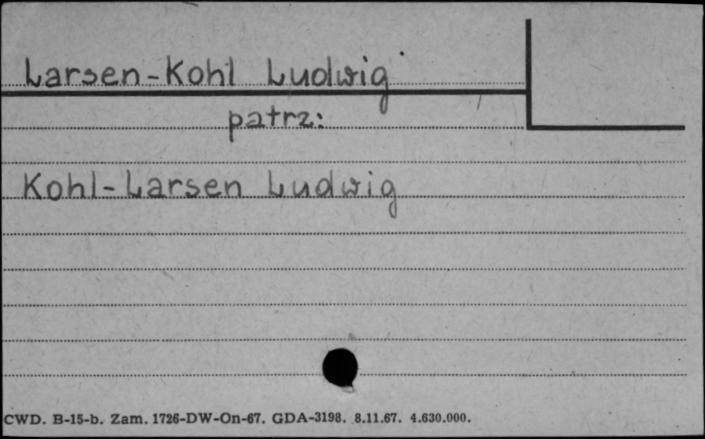 Larsen-Kohl Ludwig
patrz:
Kohl-Larsen Ludwig
CWD. B-15-b. Zam. 1726-DW-On-67. GDA-3198. 8.11.67. 4.630.000.